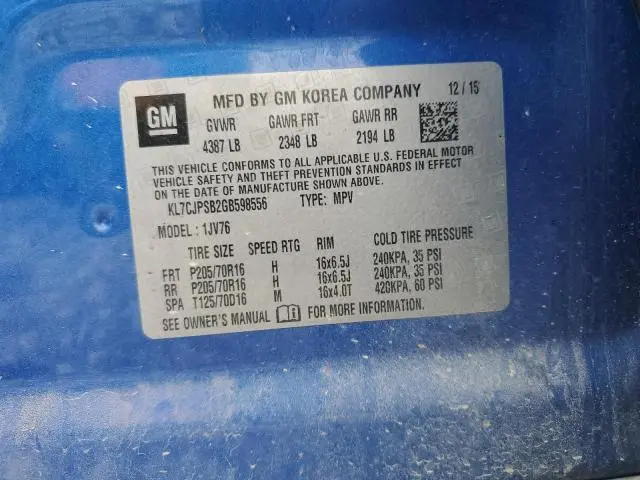 GM
MFD BY GM KOREA COMPANY 12/15
GVWR GAWR FRT GAWR RR
4387 LB 2348 LB 2194 LB
THIS VEHICLE CONFORMS TO ALL APPLICABLE U.S. FEDERAL MOTOR
VEHICLE SAFETY AND THEFT PREVENTION STANDARDS IN EFFECT ON
THE DATE OF MANUFACTURE SHOWN ABOVE.
KL7CJPSB2GB598556 TYPE: MPV
MODEL: 1JV76
TIRE SIZE SPEED RTG RIM COLD TIRE PRESSURE
FRT P205/70R16 H 16x6.5J 240KPA, 35 PSI
RR P205/70R16 H 16x6.5J 240KPA, 35 PSI
SPA T125/70D16 M 16x4.0T 420KPA, 60 PSI
SEE OWNER'S MANUAL FOR MORE INFORMATION